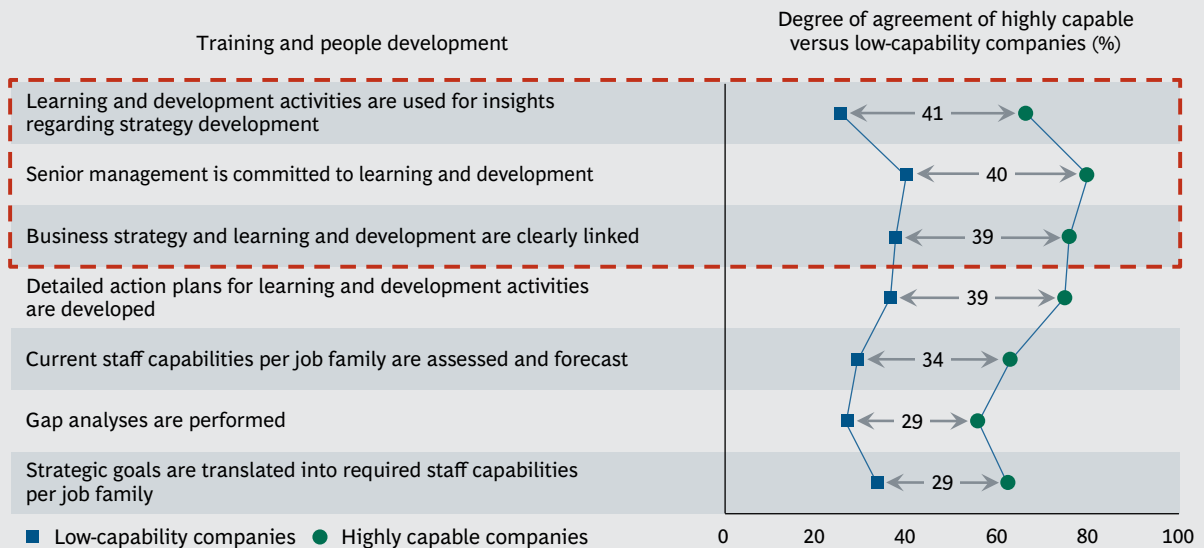 Training and people development
Degree of agreement of highly capable
versus low-capability companies (%)
Learning and development activities are used for insights
regarding strategy development
41
Senior management is committed to learning and development
40
Business strategy and learning and development are clearly linked
39
Detailed action plans for learning and development activities
are developed
39
Current staff capabilities per job family are assessed and forecast
34
Gap analyses are performed
29
Strategic goals are translated into required staff capabilities
per job family
29
Low-capability companies Highly capable companies
0 20 40 60 80 100